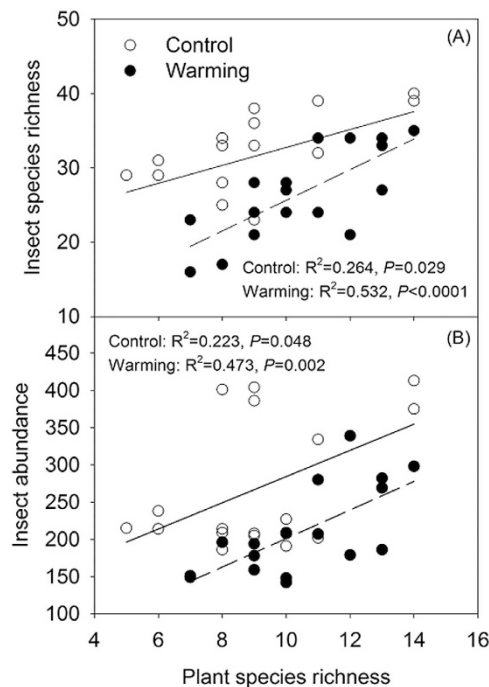 50
(A)
Control
Warming
40
30
20
10
Insect species richness
Control: R²=0.264, P=0.029
Warming: R²=0.532, P<0.0001
Control: R²=0.223, P=0.048
(B)
Warming: R²=0.473, P=0.002
450
400
350
300
250
200
150
100
Insect abundance
4 6 8 10 12 14 16
Plant species richness